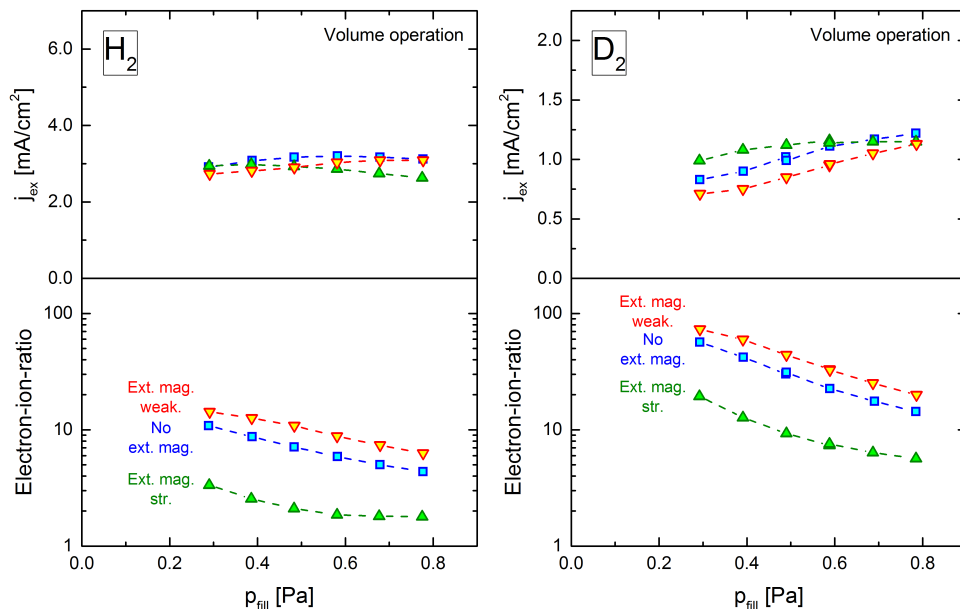 H2
Volume operation
6.0
4.0
2.0
0.0
jex [mA/cm²]
100
10
1
Electron-ion-ratio
Ext. mag.
weak.
No
ext. mag.
Ext. mag.
str.
0.0 0.2 0.4 0.6 0.8
pfill [Pa]
D2
Volume operation
2.0
1.5
1.0
0.5
0.0
jex [mA/cm²]
100
10
1
Electron-ion-ratio
Ext. mag.
weak.
No
ext. mag.
Ext. mag.
str.
0.0 0.2 0.4 0.6 0.8
pfill [Pa]